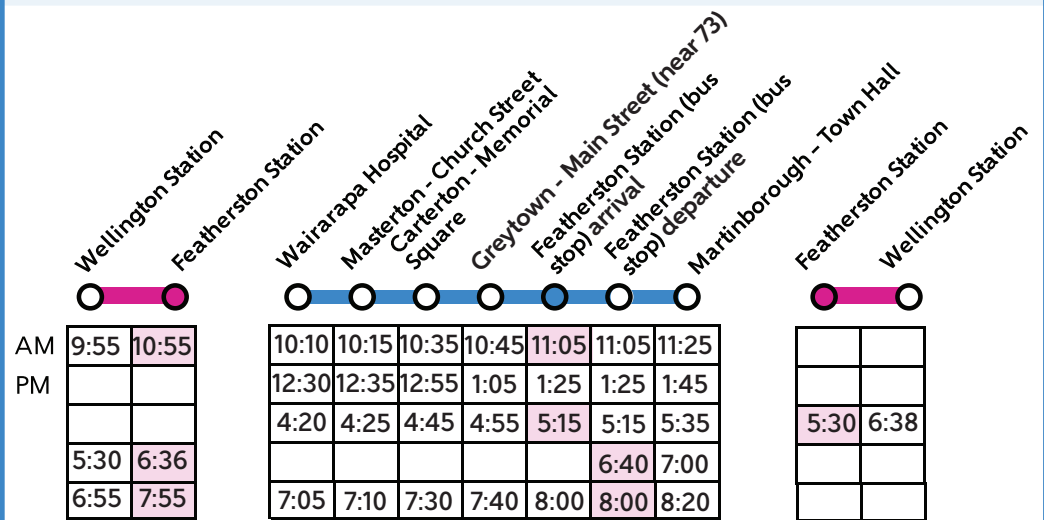 Wellington Station
Featherston Station
Wairarapa Hospital
Masterton - Church Street
Carterton - Memorial
Square
Greytown - Main Street (near 73)
Featherston Station (bus
stop) arrival
Featherston Station (bus
stop) departure
Martinborough - Town Hall
Featherston Station
Wellington Station
AM 9:55 10:55 10:10 10:15 10:35 10:45 11:05 11:05 11:25
PM 12:30 12:35 12:55 1:05 1:25 1:25 1:45
4:20 4:25 4:45 4:55 5:15 5:15 5:35 5:30 6:38
5:30 6:36 6:40 7:00
6:55 7:55 7:05 7:10 7:30 7:40 8:00 8:00 8:20